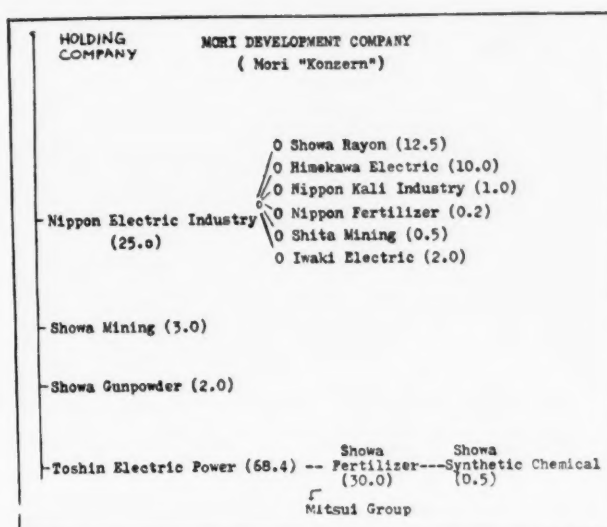 HOLDING
COMPANY
MORI DEVELOPMENT COMPANY
( Mori "Konzern")
O Showa Rayon (12.5)
O Himekawa Electric (10.0)
O Nippon Kali Industry (1.0)
O Nippon Fertilizer (0.2)
O Shita Mining (0.5)
O Iwaki Electric (2.0)
Nippon Electric Industry
(25.0)
Showa Mining (3.0)
Showa Gunpowder (2.0)
Toshin Electric Power (68.4) -- Showa Fertilizer (30.0) --- Showa Synthetic Chemical (0.5)
Mitsui Group